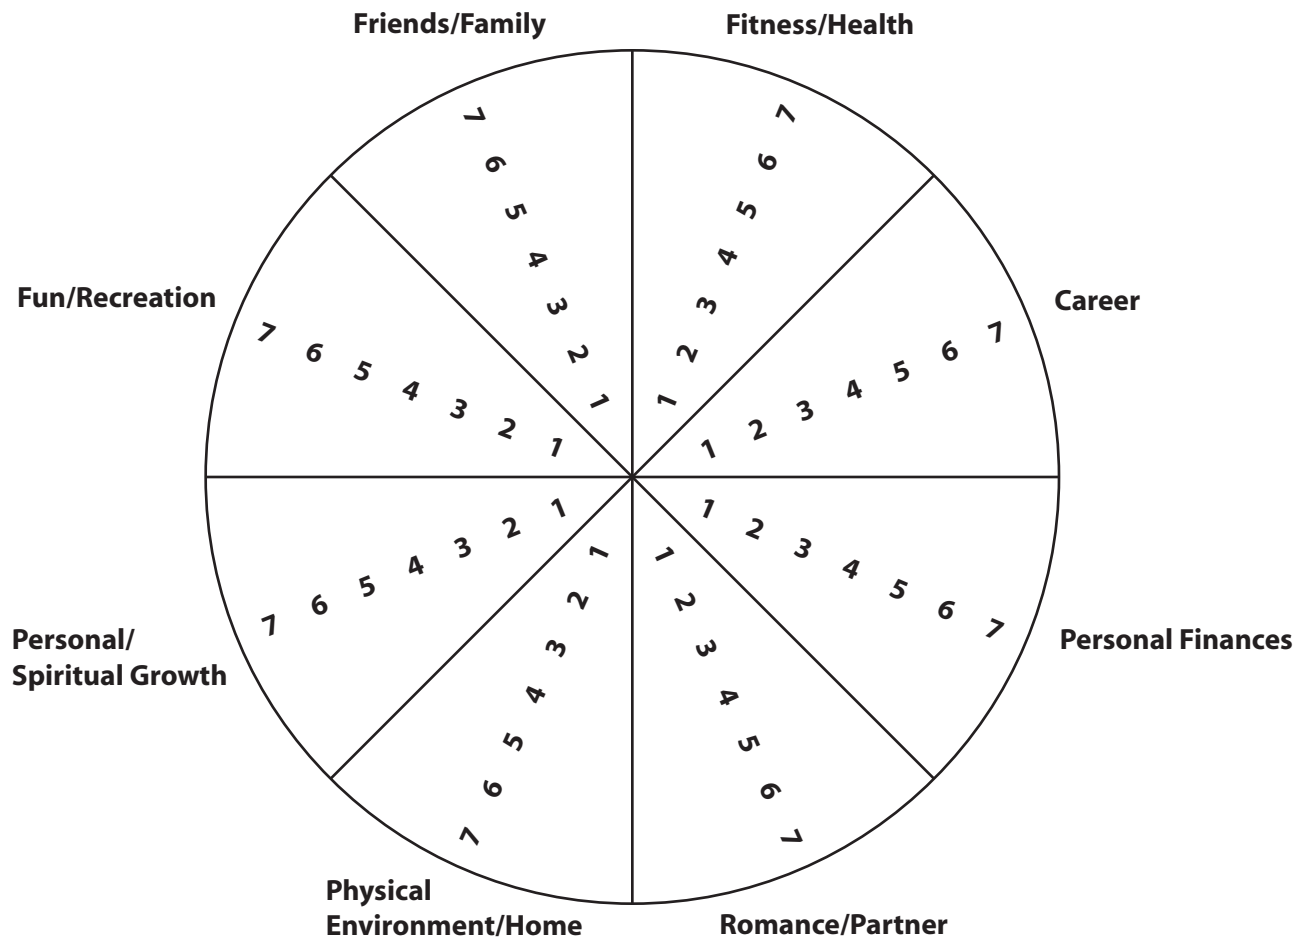 Friends/Family
Fitness/Health
7 6 5 4 3 2 1
1 2 3 4 5 6 7
Fun/Recreation
7 6 5 4 3 2 1
Career
1 2 3 4 5 6 7
Personal/
Spiritual Growth
7 6 5 4 3 2 1
Personal Finances
1 2 3 4 5 6 7
Physical
Environment/Home
1 2 3 4 5 6 7
Romance/Partner
1 2 3 4 5 6 7